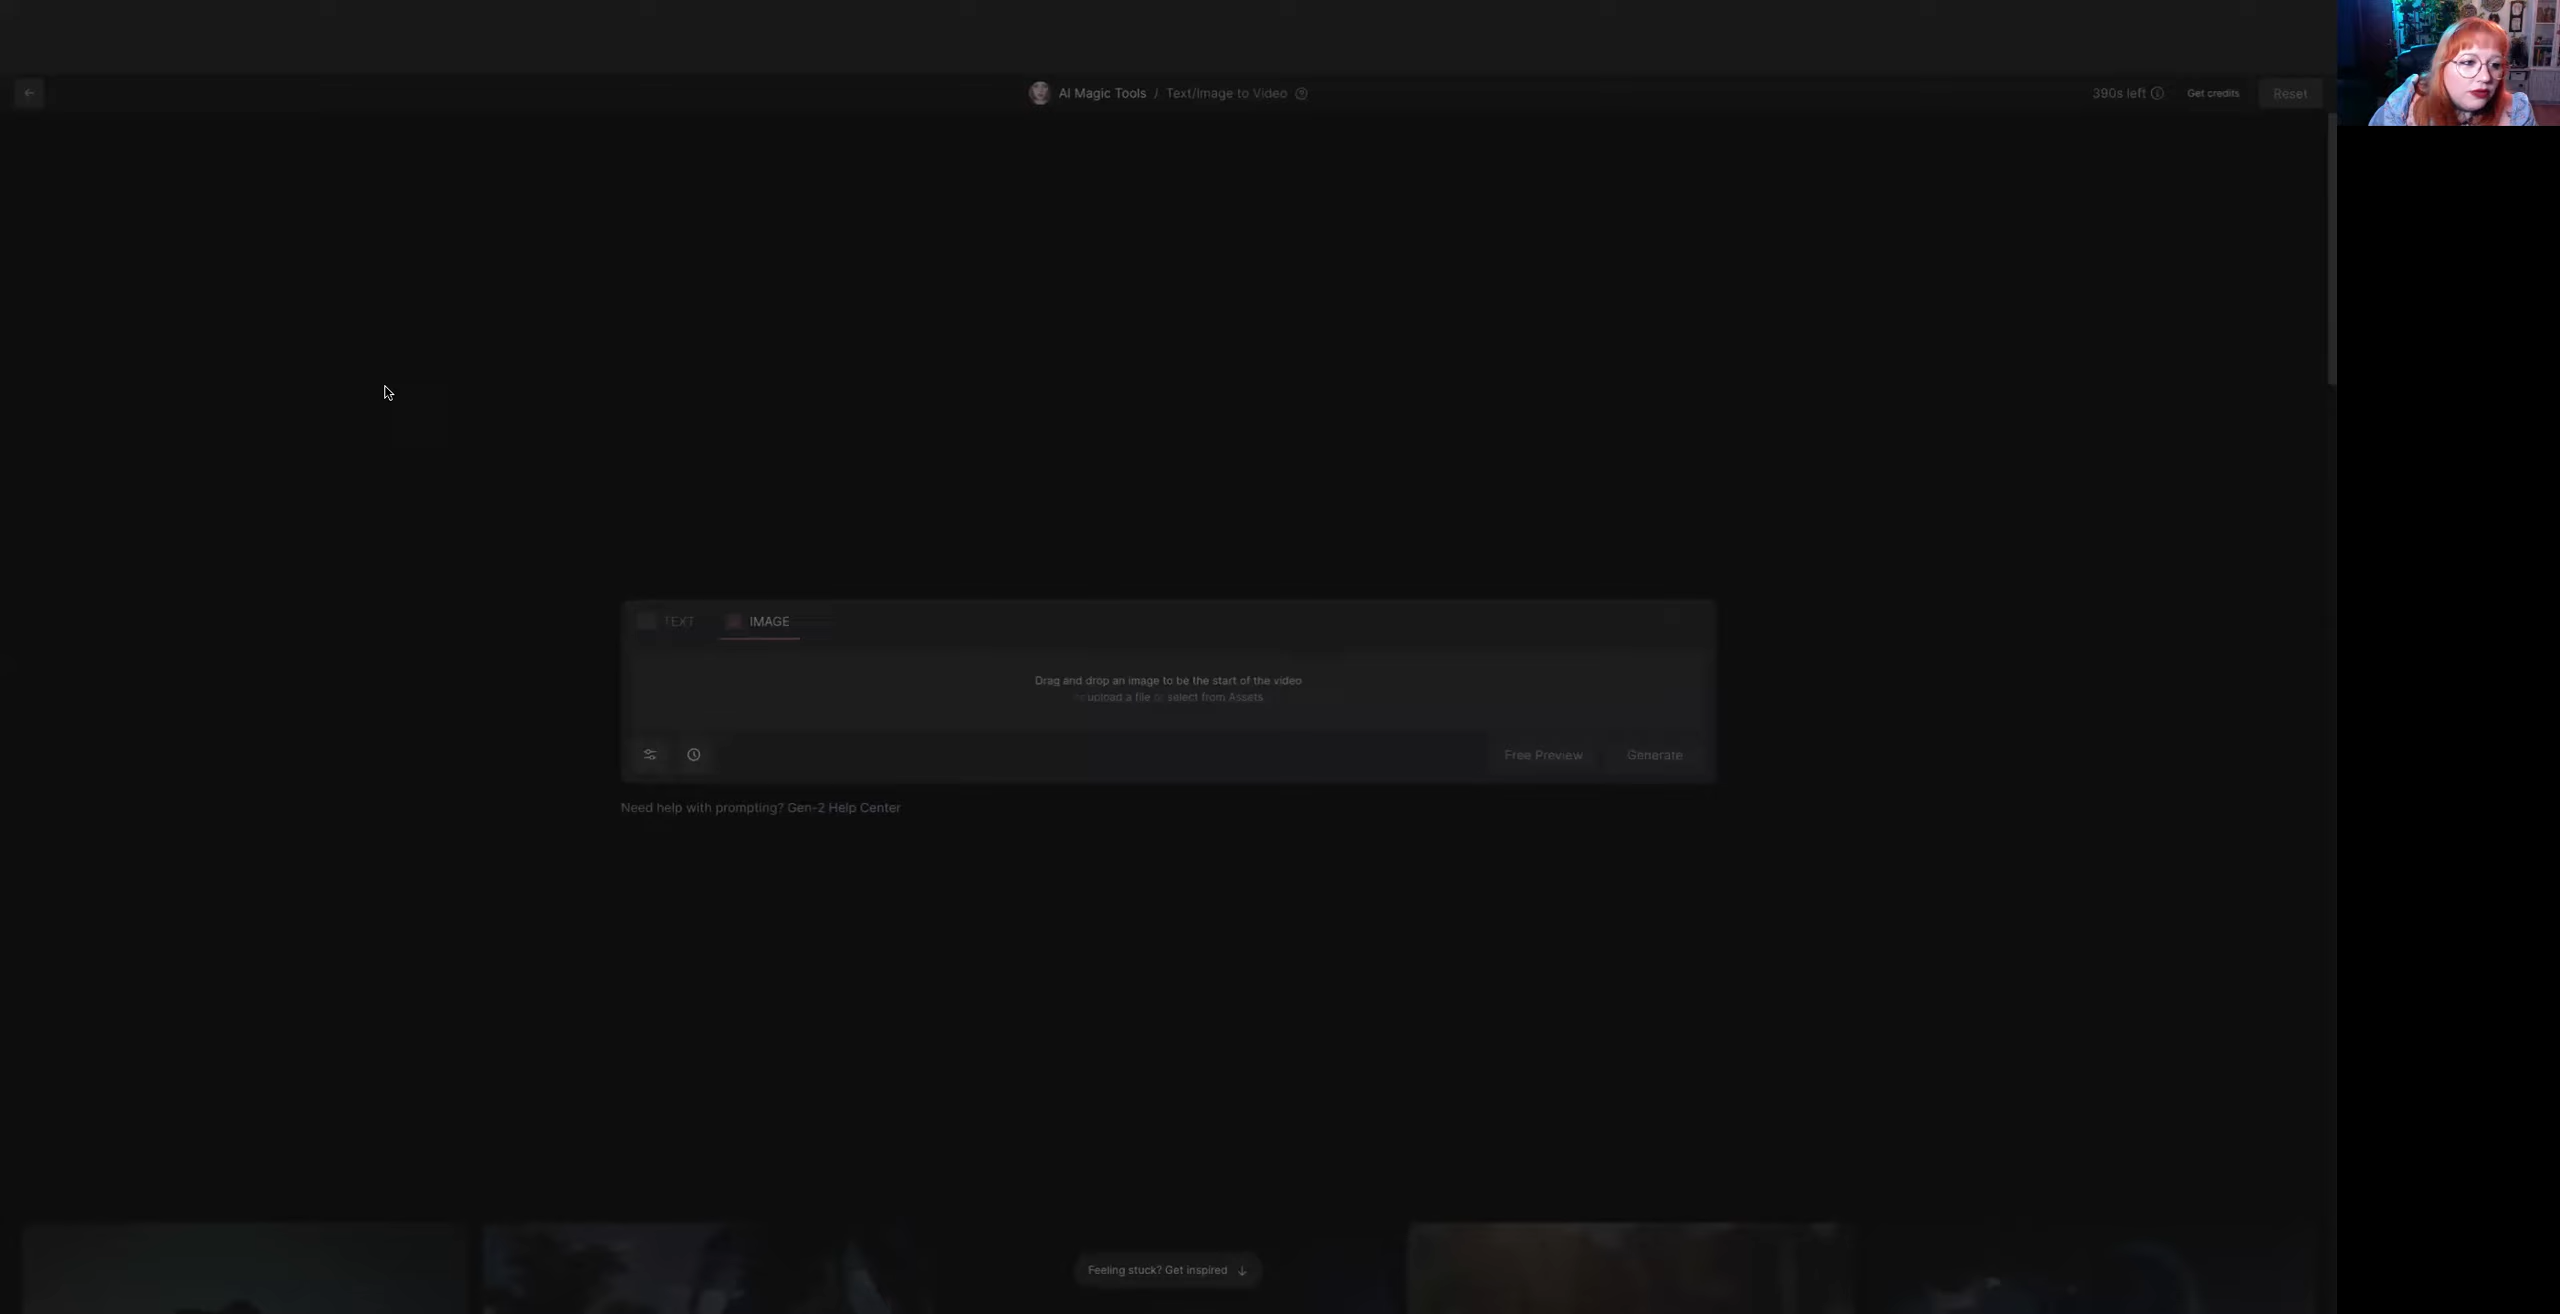 AI Magic Tools / Text/Image to Video
390s left
Get credits
Reset
TEXT
IMAGE
Drag and drop an image to be the start of the video
or upload a file or select from Assets
Free Preview
Generate
Need help with prompting? Gen-2 Help Center
Feeling stuck? Get inspired